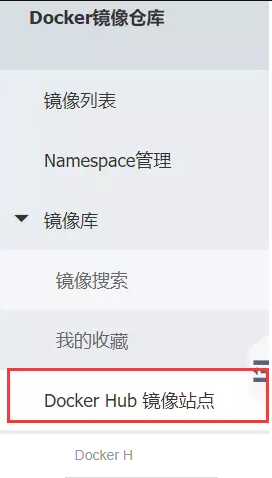 Docker镜像仓库
镜像列表
Namespace管理
镜像库
镜像搜索
我的收藏
Docker Hub 镜像站点
Docker H